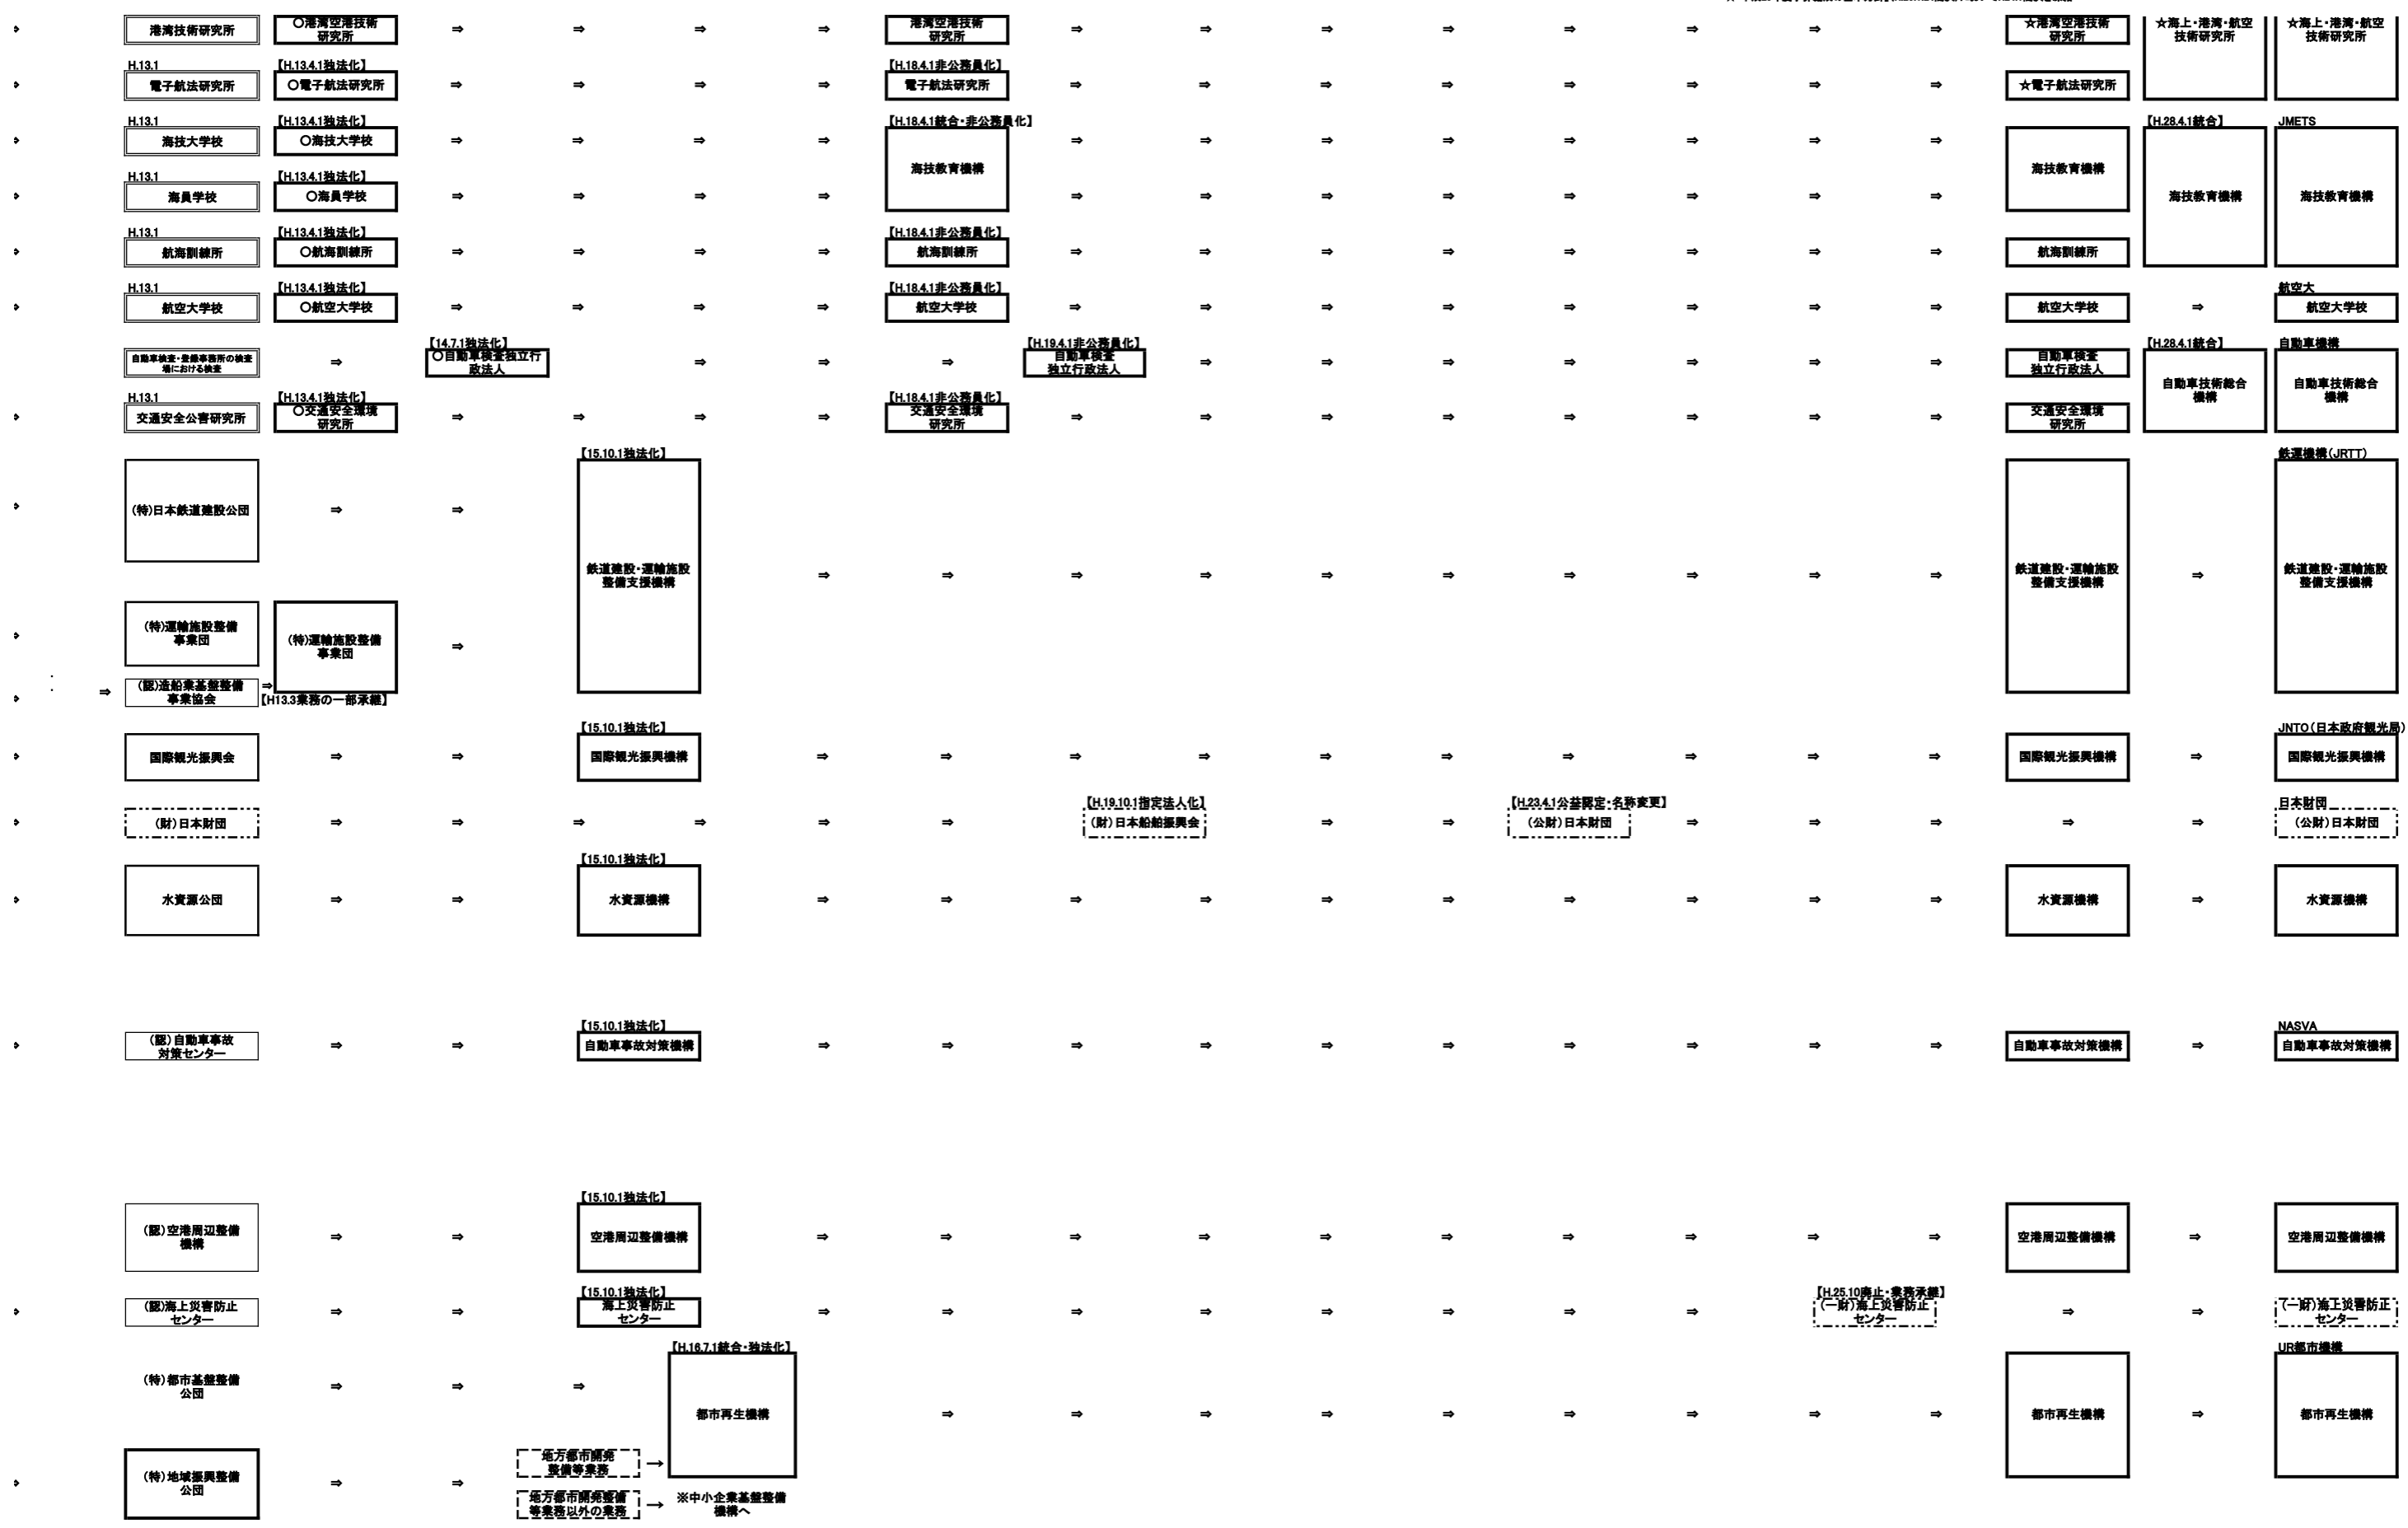 港湾技術研究所
〇港湾空港技術
研究所
⇒
⇒
⇒
⇒
港湾空港技術
研究所
⇒
⇒
⇒
⇒
⇒
⇒
⇒
⇒
☆港湾空港技術
研究所
☆海上・港湾・航空
技術研究所
☆海上・港湾・航空
技術研究所
H.13.1
【H.13.4.1独法化】
【H.18.4.1非公務員化】
電子航法研究所
〇電子航法研究所
⇒
⇒
⇒
⇒
電子航法研究所
⇒
⇒
⇒
⇒
⇒
⇒
⇒
⇒
☆電子航法研究所
H.13.1
【H.13.4.1独法化】
【H.18.4.1統合・非公務員化】
【H.28.4.1統合】
JMETS
海技大学校
〇海技大学校
⇒
⇒
⇒
⇒
海技教育機構
⇒
⇒
⇒
⇒
⇒
⇒
⇒
⇒
海技教育機構
H.13.1
【H.13.4.1独法化】
海員学校
〇海員学校
⇒
⇒
⇒
⇒
⇒
⇒
⇒
⇒
⇒
⇒
⇒
⇒
海技教育機構
海技教育機構
H.13.1
【H.13.4.1独法化】
【H.18.4.1非公務員化】
航海訓練所
〇航海訓練所
⇒
⇒
⇒
⇒
航海訓練所
⇒
⇒
⇒
⇒
⇒
⇒
⇒
⇒
航海訓練所
H.13.1
【H.13.4.1独法化】
【H.18.4.1非公務員化】
航空大
航空大学校
〇航空大学校
⇒
⇒
⇒
⇒
航空大学校
⇒
⇒
⇒
⇒
⇒
⇒
⇒
⇒
航空大学校
⇒
航空大学校
【14.7.1独法化】
【H.19.4.1非公務員化】
【H.28.4.1統合】
自動車機構
自動車検査・登録事務所の検査
場における検査
⇒
〇自動車検査独立行
政法人
⇒
⇒
⇒
自動車検査
独立行政法人
⇒
⇒
⇒
⇒
⇒
⇒
⇒
自動車検査
独立行政法人
自動車技術総合
機構
自動車技術総合
機構
H.13.1
【H.13.4.1独法化】
【H.18.4.1非公務員化】
交通安全公害研究所
〇交通安全環境
研究所
⇒
⇒
⇒
⇒
交通安全環境
研究所
⇒
⇒
⇒
⇒
⇒
⇒
⇒
⇒
交通安全環境
研究所
【15.10.1独法化】
鉄運機構(JRTT)
(特)日本鉄道建設公団
⇒
⇒
鉄道建設・運輸施設
整備支援機構
⇒
⇒
⇒
⇒
⇒
⇒
⇒
⇒
⇒
⇒
鉄道建設・運輸施設
整備支援機構
⇒
鉄道建設・運輸施設
整備支援機構
(特)運輸施設整備
事業団
(特)運輸施設整備
事業団
⇒
⇒
(認)造船業基盤整備
事業協会
⇒
【H13.3業務の一部承継】
【15.10.1独法化】
JNTO(日本政府観光局)
国際観光振興会
⇒
⇒
国際観光振興機構
⇒
⇒
⇒
⇒
⇒
⇒
⇒
⇒
⇒
⇒
国際観光振興機構
⇒
国際観光振興機構
【H.19.10.1指定法人化】
【H.23.4.1公益認定・名称変更】
日本財団
(財)日本財団
⇒
⇒
⇒
⇒
⇒
⇒
(財)日本船舶振興会
⇒
⇒
(公財)日本財団
⇒
⇒
⇒
⇒
⇒
(公財)日本財団
【15.10.1独法化】
水資源公団
⇒
⇒
水資源機構
⇒
⇒
⇒
⇒
⇒
⇒
⇒
⇒
⇒
⇒
水資源機構
⇒
水資源機構
【15.10.1独法化】
NASVA
(認)自動車事故
対策センター
⇒
⇒
自動車事故対策機構
⇒
⇒
⇒
⇒
⇒
⇒
⇒
⇒
⇒
⇒
自動車事故対策機構
⇒
自動車事故対策機構
【15.10.1独法化】
(認)空港周辺整備
機構
⇒
⇒
空港周辺整備機構
⇒
⇒
⇒
⇒
⇒
⇒
⇒
⇒
⇒
⇒
空港周辺整備機構
⇒
空港周辺整備機構
【15.10.1独法化】
【H.25.10廃止・業務承継】
(認)海上災害防止
センター
⇒
⇒
海上災害防止
センター
⇒
⇒
⇒
⇒
⇒
⇒
⇒
⇒
(一財)海上災害防止
センター
⇒
⇒
(一財)海上災害防止
センター
【H.16.7.1統合・独法化】
UR都市機構
(特)都市基盤整備
公団
⇒
⇒
⇒
都市再生機構
⇒
⇒
⇒
⇒
⇒
⇒
⇒
⇒
⇒
都市再生機構
⇒
都市再生機構
地方都市開発
整備等業務
→
(特)地域振興整備
公団
⇒
⇒
地方都市開発整備
等業務以外の業務
→
※中小企業基盤整備
機構へ